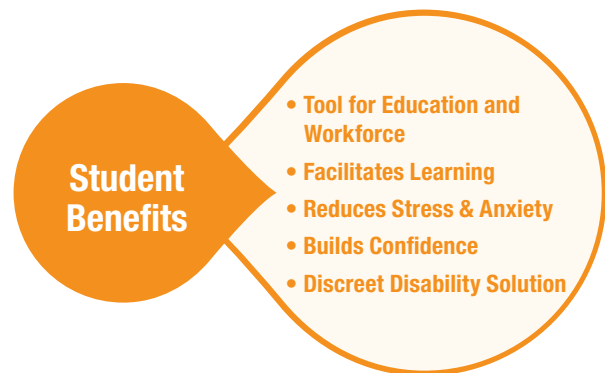 Student
Benefits
• Tool for Education and
Workforce
• Facilitates Learning
• Reduces Stress & Anxiety
• Builds Confidence
• Discreet Disability Solution